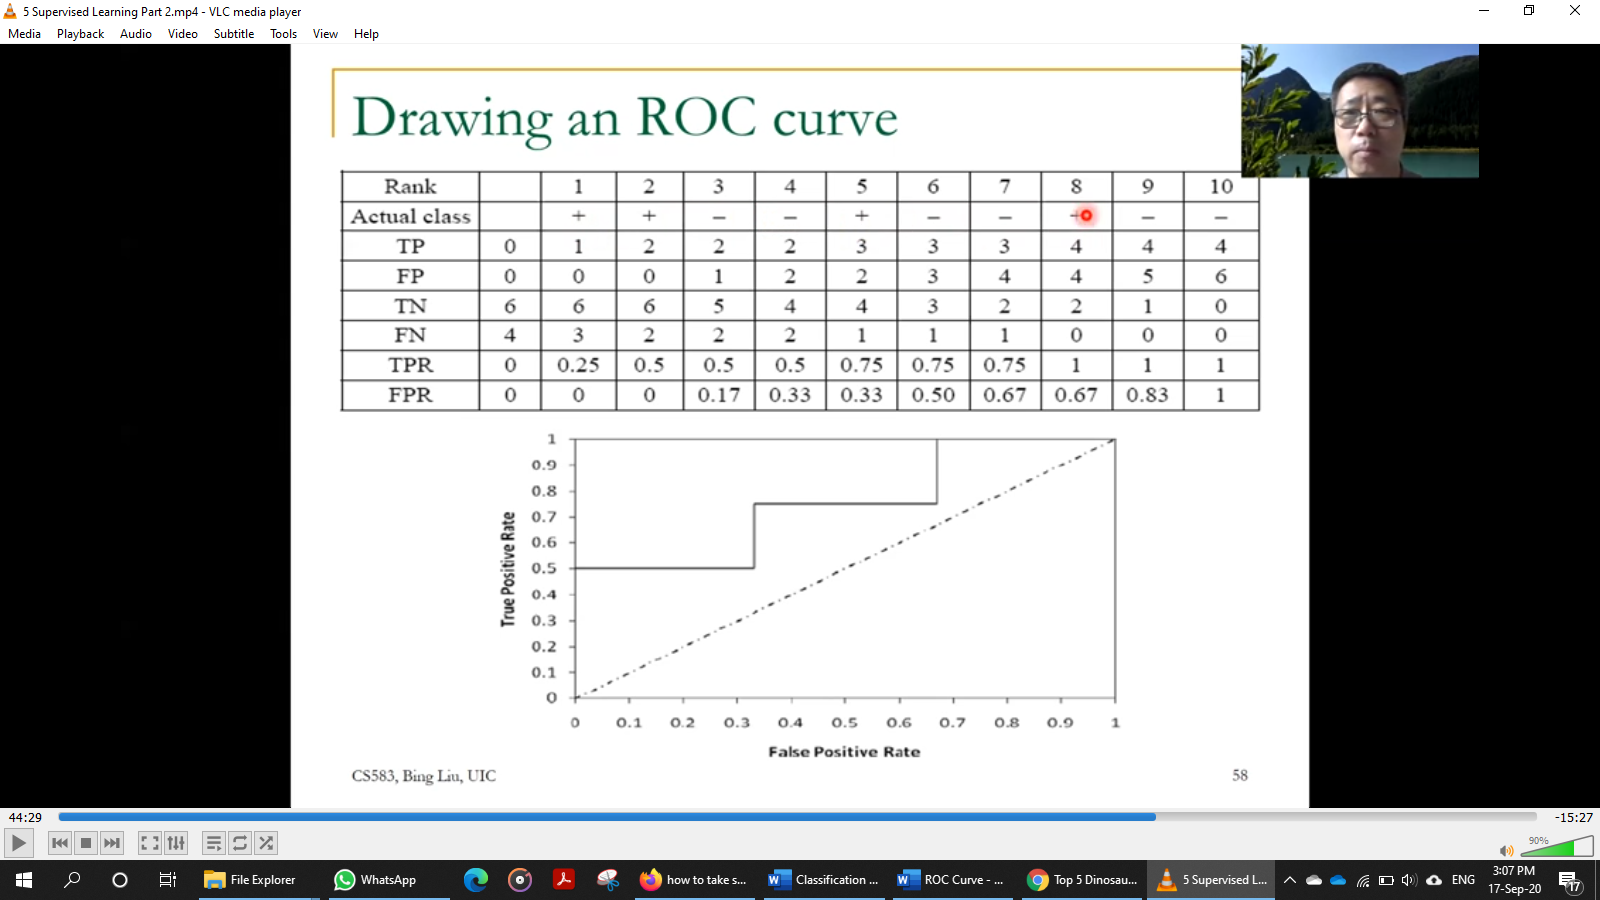 5 Supervised Learning Part 2.mp4 - VLC media player
Media Playback Audio Video Subtitle Tools View Help
Drawing an ROC curve
Rank 1 2 3 4 5 6 7 8 9 10
Actual class + + − − + − − + − −
TP 0 1 2 2 2 3 3 3 4 4 4
FP 0 0 0 1 2 2 3 4 4 5 6
TN 6 6 6 5 4 4 3 2 2 1 0
FN 4 3 2 2 2 1 1 1 0 0 0
TPR 0 0.25 0.5 0.5 0.5 0.75 0.75 0.75 1 1 1
FPR 0 0 0 0.17 0.33 0.33 0.50 0.67 0.67 0.83 1
1
0.9
0.8
0.7
0.6
0.5
0.4
0.3
0.2
0.1
0
True Positive Rate
0 0.1 0.2 0.3 0.4 0.5 0.6 0.7 0.8 0.9 1
False Positive Rate
CS583, Bing Liu, UIC 58
44:29 -15:27
90%
File Explorer WhatsApp how to take s... Classification ... ROC Curve - ... Top 5 Dinosau... 5 Supervised L... ENG 3:07 PM
17-Sep-20 17